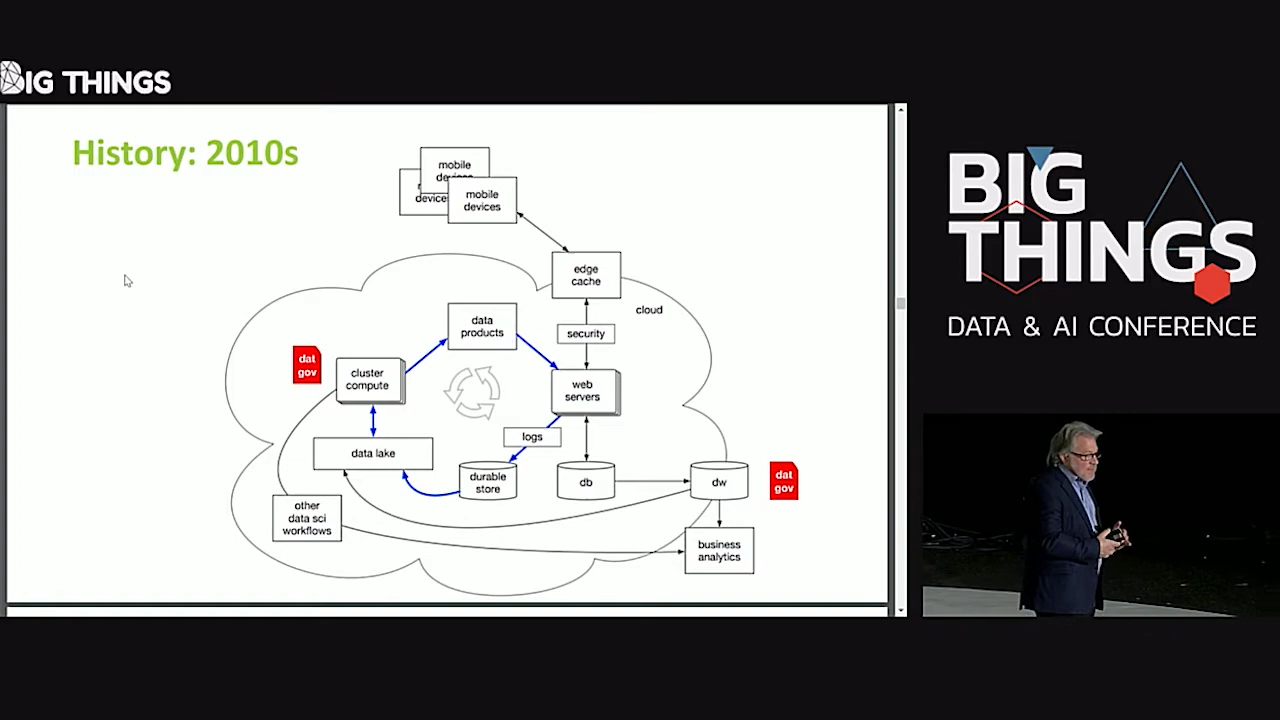 BIG THINGS
History: 2010s
mobile
devices
mobile
devices
edge
cache
cloud
data
products
security
dat
gov
cluster
compute
web
servers
logs
data lake
durable
store
db
dw
dat
gov
other
data sci
workflows
business
analytics
BIG
THINGS
DATA & AI CONFERENCE